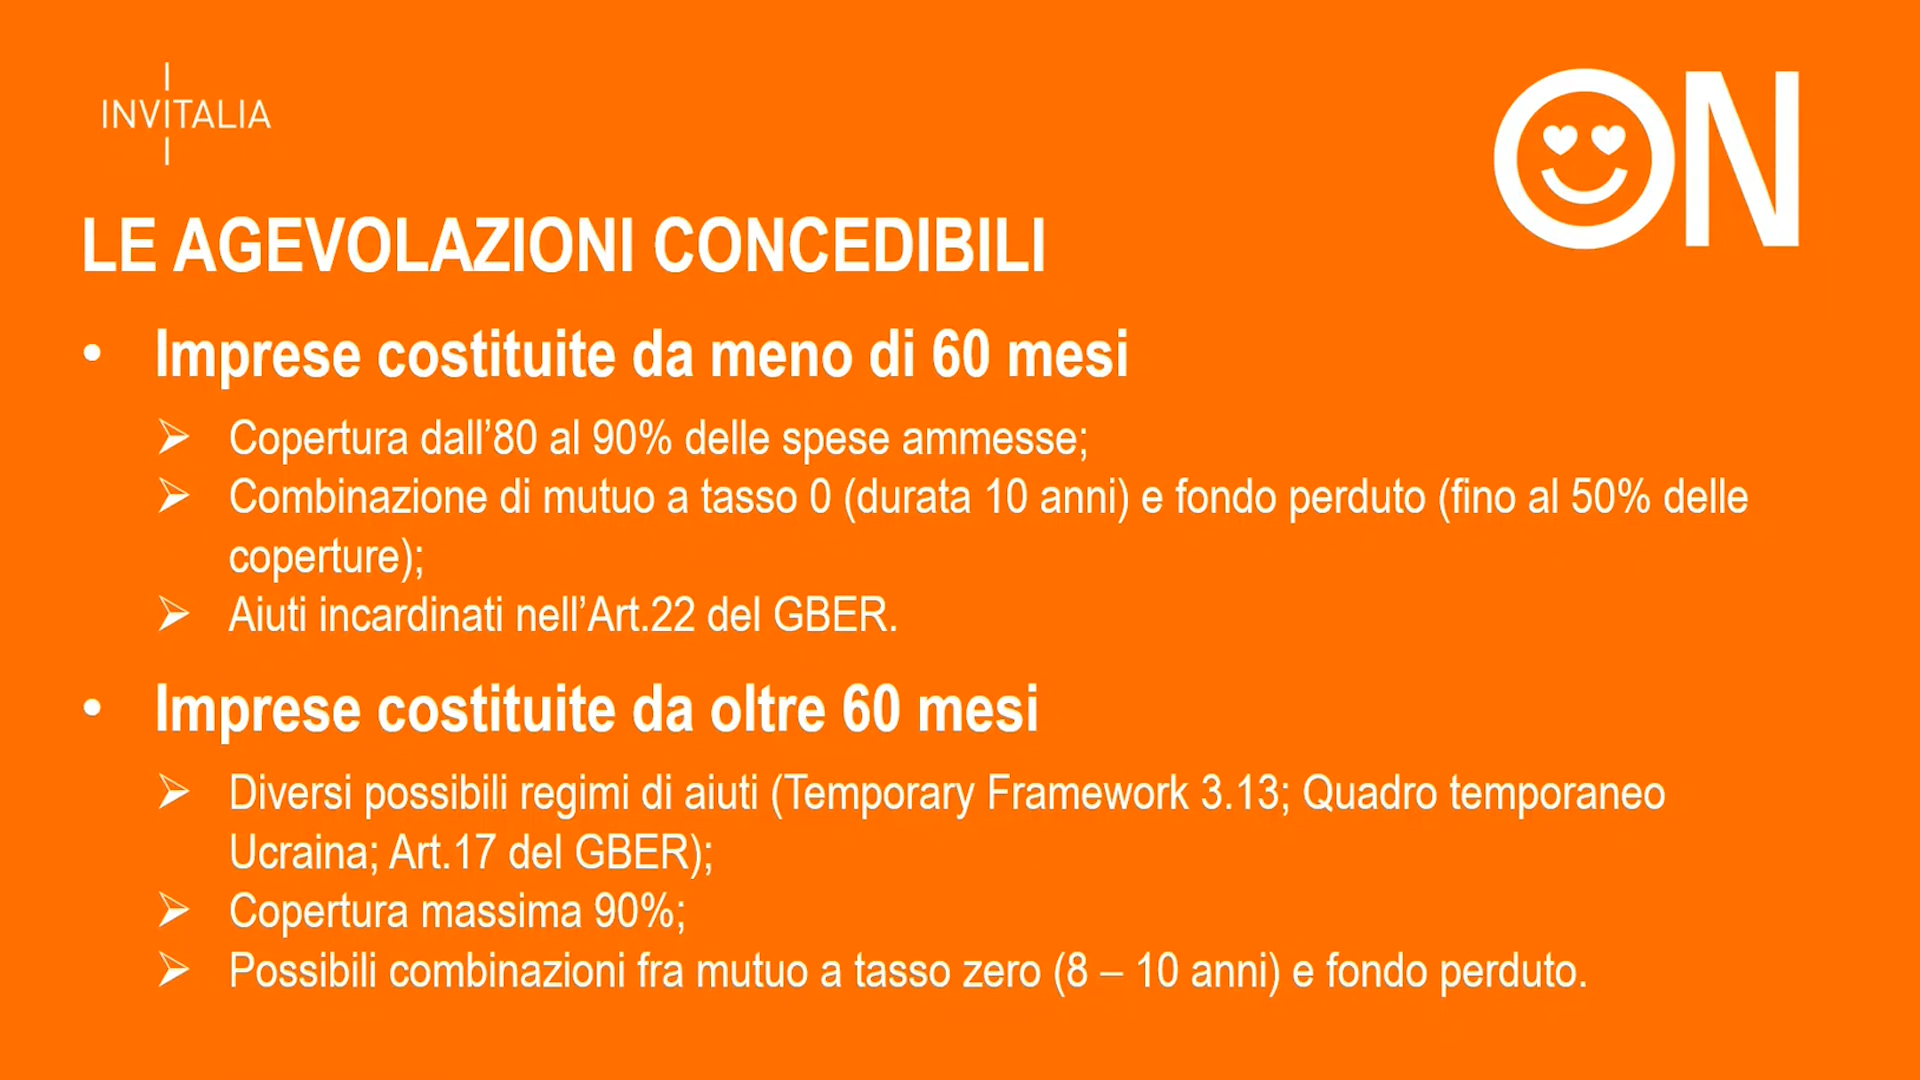 INVITALIA
ON
LE AGEVOLAZIONI CONCEDIBILI
• Imprese costituite da meno di 60 mesi
➢ Copertura dall’80 al 90% delle spese ammesse;
➢ Combinazione di mutuo a tasso 0 (durata 10 anni) e fondo perduto (fino al 50% delle
coperture);
➢ Aiuti incardinati nell’Art.22 del GBER.
• Imprese costituite da oltre 60 mesi
➢ Diversi possibili regimi di aiuti (Temporary Framework 3.13; Quadro temporaneo
Ucraina; Art.17 del GBER);
➢ Copertura massima 90%;
➢ Possibili combinazioni fra mutuo a tasso zero (8 – 10 anni) e fondo perduto.